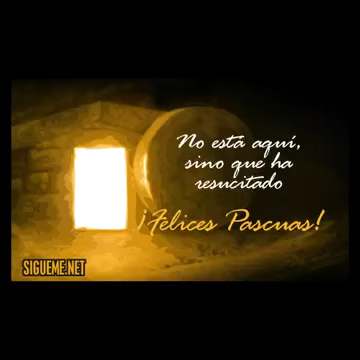 No está aquí,
sino que ha
resucitado
¡Felices Pascuas!
SIGUEME.NET